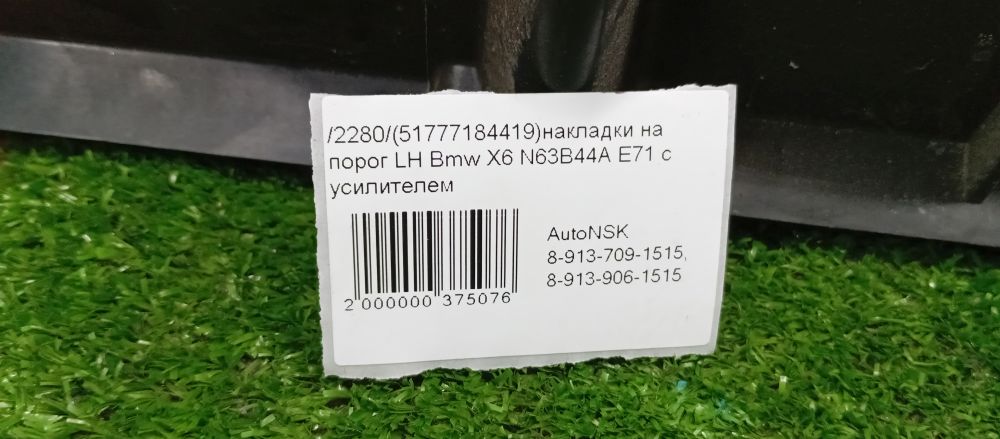 /2280/(51777184419)накладки на
порог LH Bmw X6 N63B44A E71 с
усилителем
AutoNSK
8-913-709-1515,
8-913-906-1515
2 000000 375076